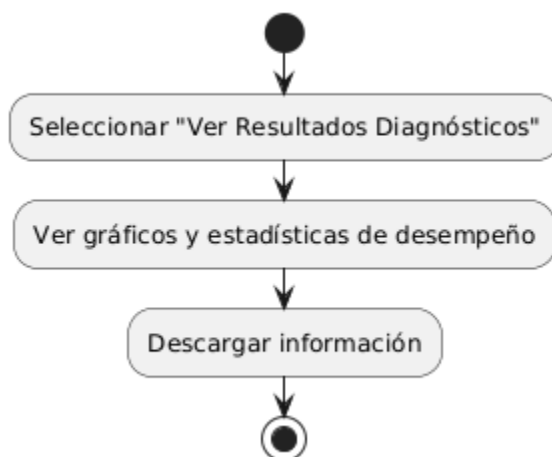 Seleccionar "Ver Resultados Diagnósticos"
Ver gráficos y estadísticas de desempeño
Descargar información